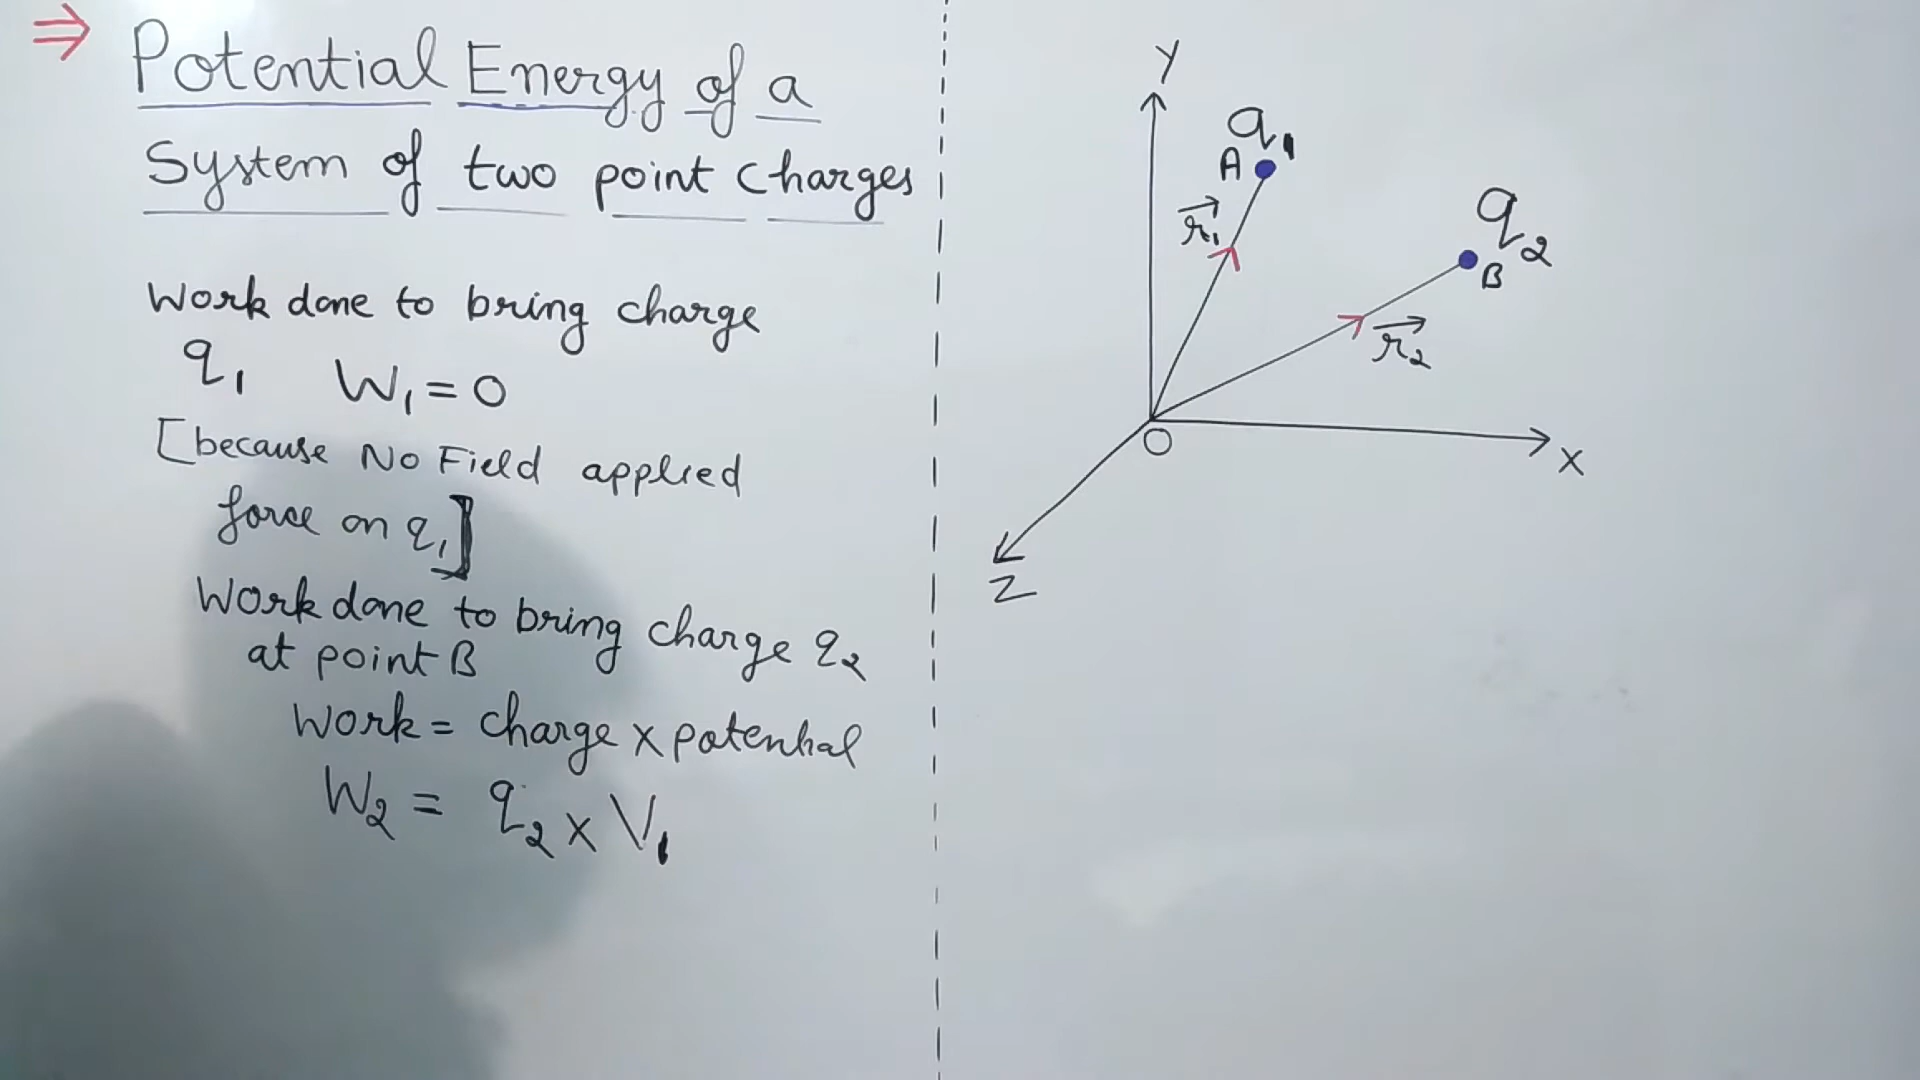 ⇒ Potential Energy of a
System of two point charges
Work done to bring charge
q₁ W₁ = 0
[because No Field applied
force on q₁]
Work done to bring charge q₂
at point B
Work = charge x potential
W₂ = q₂ x V₁
Y
q₁
A
r₁
q₂
B
r₂
O
X
Z